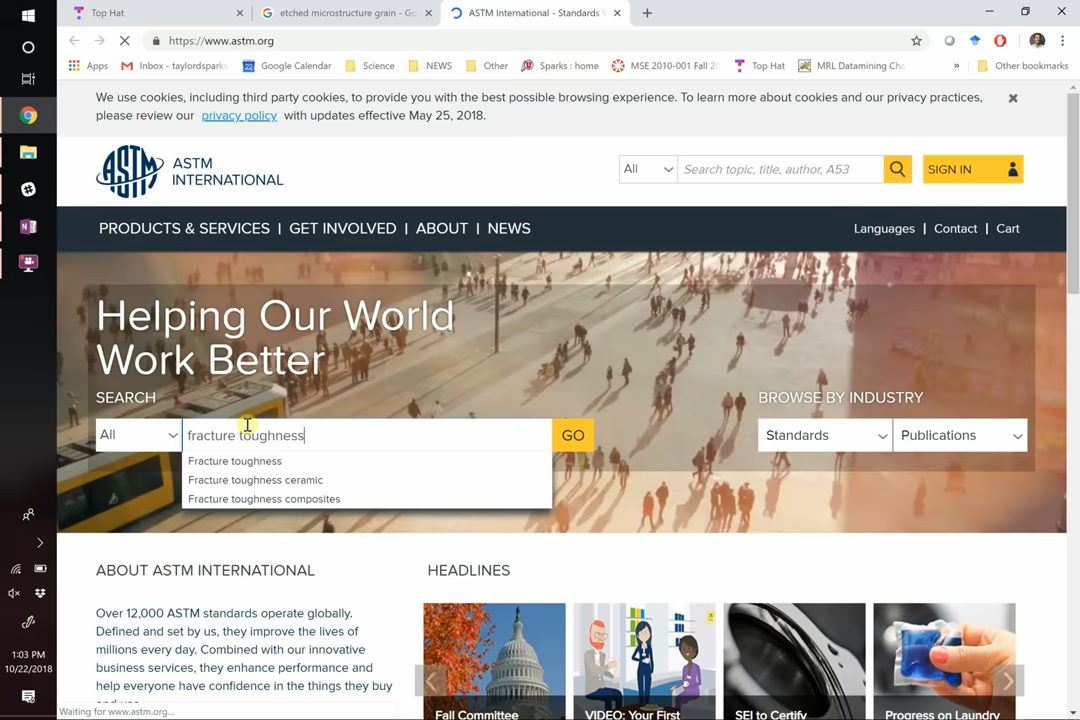 Top Hat
etched microstructure grain - Go
ASTM International - Standards W
https://www.astm.org
Apps
Inbox - taylordsparks
22
Google Calendar
Science
NEWS
Other
Sparks : home
MSE 2010-001 Fall 20
Top Hat
MRL Datamining Cha
»
Other bookmarks
We use cookies, including third party cookies, to provide you with the best possible browsing experience. To learn more about cookies and our privacy practices,
please review our privacy policy with updates effective May 25, 2018.
ASTM
ASTM
INTERNATIONAL
All
Search topic, title, author, A53
SIGN IN
PRODUCTS & SERVICES | GET INVOLVED | ABOUT | NEWS
Languages | Contact | Cart
Helping Our World
Work Better
SEARCH
BROWSE BY INDUSTRY
All
fracture toughness
GO
Standards
Publications
Fracture toughness
Fracture toughness ceramic
Fracture toughness composites
ABOUT ASTM INTERNATIONAL
HEADLINES
Over 12,000 ASTM standards operate globally.
Defined and set by us, they improve the lives of
millions every day. Combined with our innovative
business services, they enhance performance and
help everyone have confidence in the things they buy
Fall Committee
VIDEO: Your First
SEI to Certify
Progress on Laundry
Waiting for www.astm.org...
1:03 PM
10/22/2018